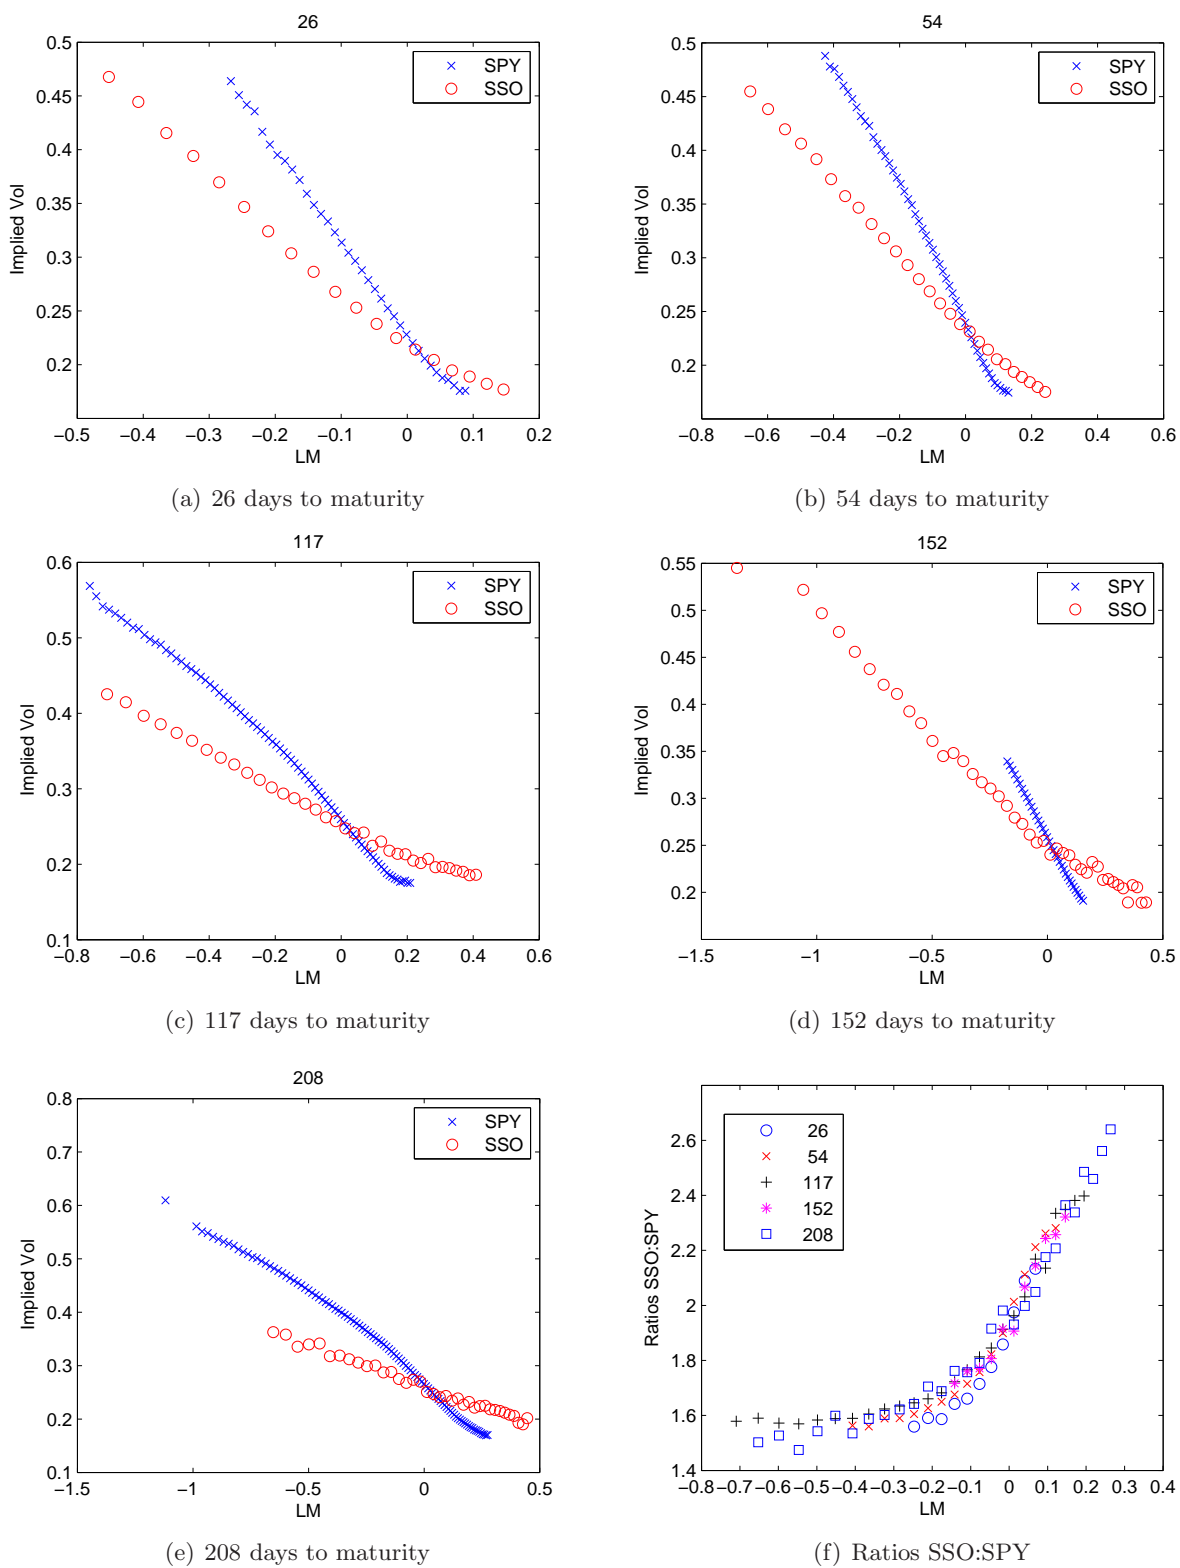 26
0.5
0.45
0.4
0.35
0.3
0.25
0.2
Implied Vol
SPY
SSO
−0.5 −0.4 −0.3 −0.2 −0.1 0 0.1 0.2
LM
(a) 26 days to maturity
54
0.5
0.45
0.4
0.35
0.3
0.25
0.2
Implied Vol
SPY
SSO
−0.8 −0.6 −0.4 −0.2 0 0.2 0.4 0.6
LM
(b) 54 days to maturity
117
0.6
0.5
0.4
0.3
0.2
0.1
Implied Vol
SPY
SSO
−0.8 −0.6 −0.4 −0.2 0 0.2 0.4 0.6
LM
(c) 117 days to maturity
152
0.55
0.5
0.45
0.4
0.35
0.3
0.25
0.2
Implied Vol
SPY
SSO
−1.5 −1 −0.5 0 0.5
LM
(d) 152 days to maturity
208
0.8
0.7
0.6
0.5
0.4
0.3
0.2
0.1
Implied Vol
SPY
SSO
−1.5 −1 −0.5 0 0.5
LM
(e) 208 days to maturity
2.6
2.4
2.2
2
1.8
1.6
1.4
Ratios SSO:SPY
26
54
117
152
208
−0.8 −0.7 −0.6 −0.5 −0.4 −0.3 −0.2 −0.1 0 0.1 0.2 0.3 0.4
LM
(f) Ratios SSO:SPY